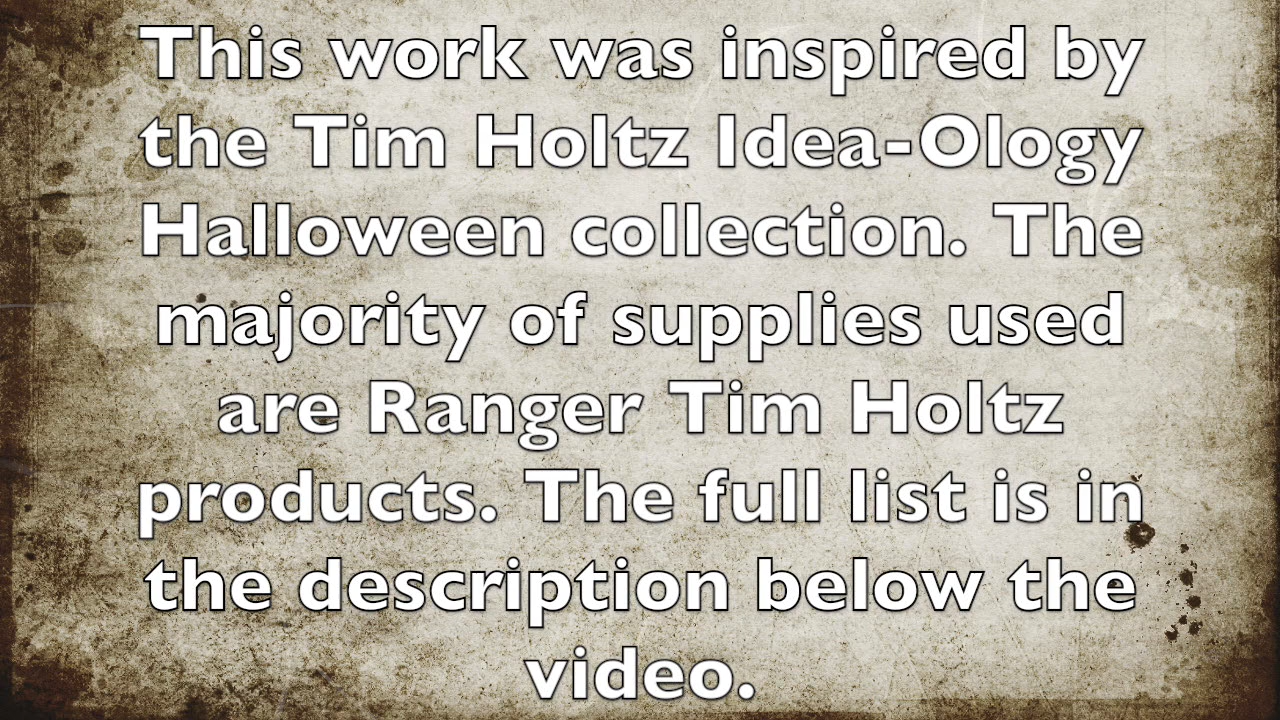 This work was inspired by
the Tim Holtz Idea-Ology
Halloween collection. The
majority of supplies used
are Ranger Tim Holtz
products. The full list is in
the description below the
video.